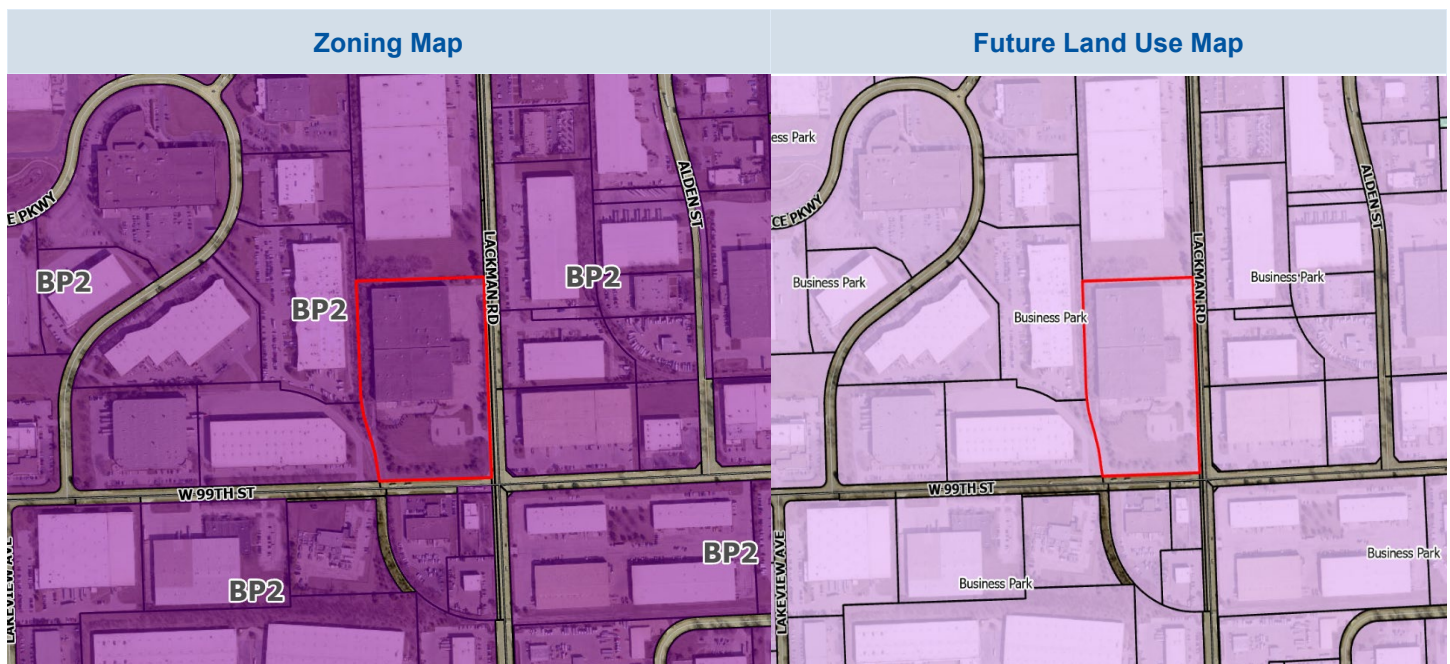 Zoning Map
Future Land Use Map
CE PKWY
LACKMAN RD
ALDEN ST
BP2
BP2
BP2
W 99TH ST
LAKEVIEW AVE
BP2
BP2
ess Park
CE PKWY
LACKMAN RD
ALDEN ST
Business Park
Business Park
Business Park
W 99TH ST
LAKEVIEW AVE
Business Park
Business Park